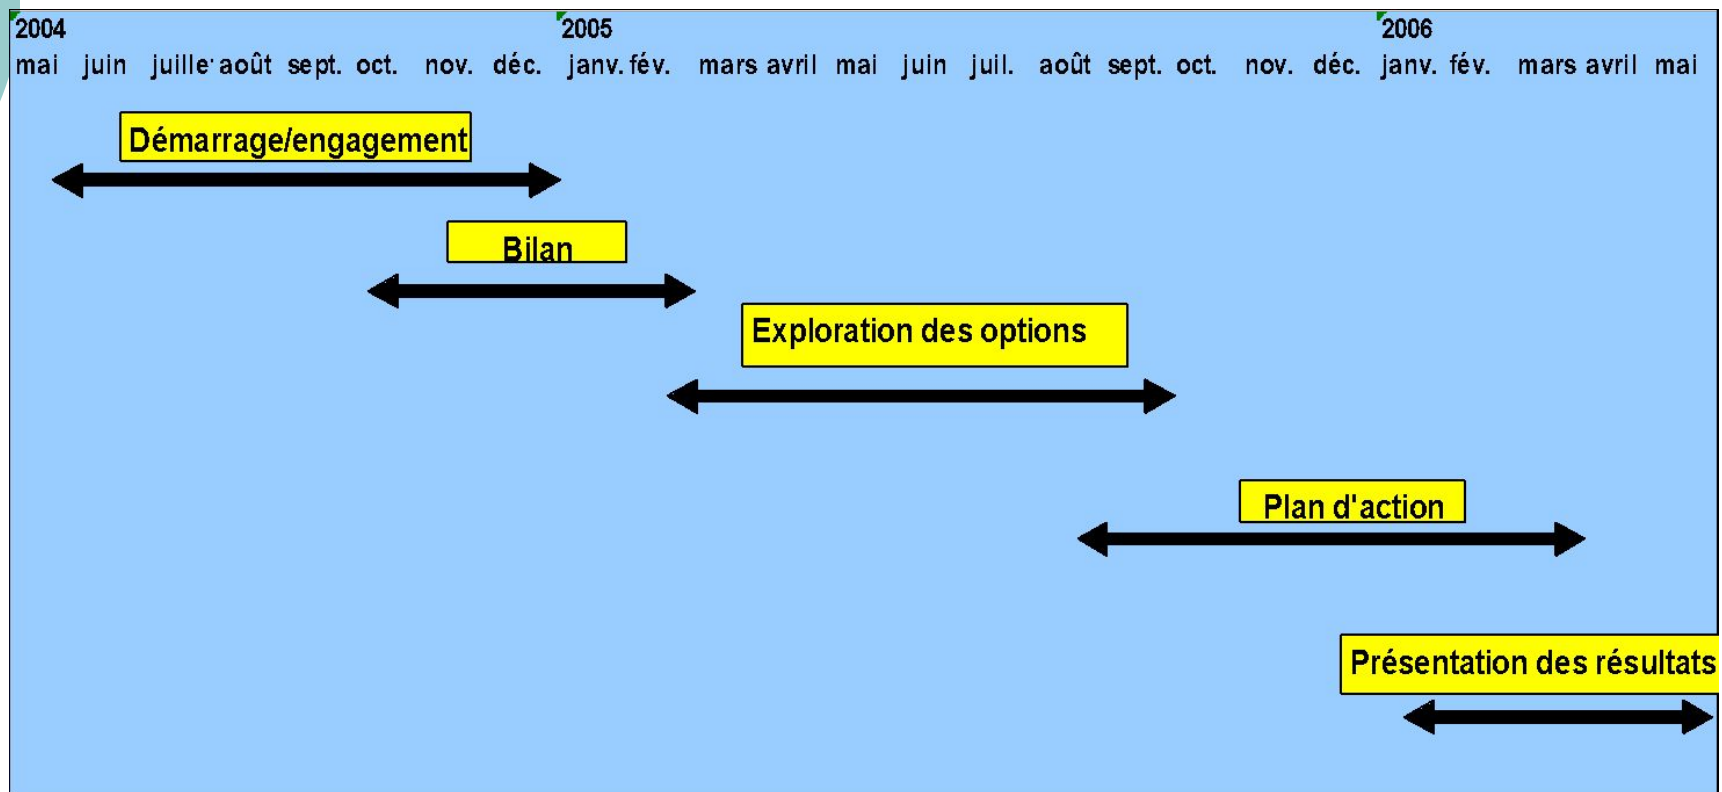 2004 2005 2006
mai juin juille août sept. oct. nov. déc. janv. fév. mars avril mai juin juil. août sept. oct. nov. déc. janv. fév. mars avril mai
Démarrage/engagement
Bilan
Exploration des options
Plan d'action
Présentation des résultats